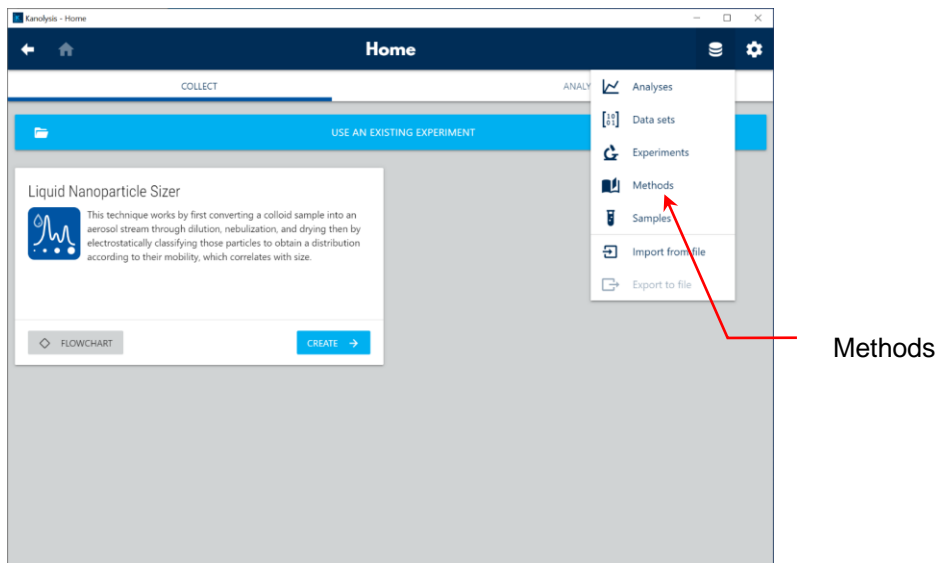 Kanolysis - Home
Home
COLLECT
ANALY
USE AN EXISTING EXPERIMENT
Liquid Nanoparticle Sizer
This technique works by first converting a colloid sample into an
aerosol stream through dilution, nebulization, and drying then by
electrostatically classifying those particles to obtain a distribution
according to their mobility, which correlates with size.
FLOWCHART
CREATE
Analyses
Data sets
Experiments
Methods
Samples
Import from file
Export to file
Methods